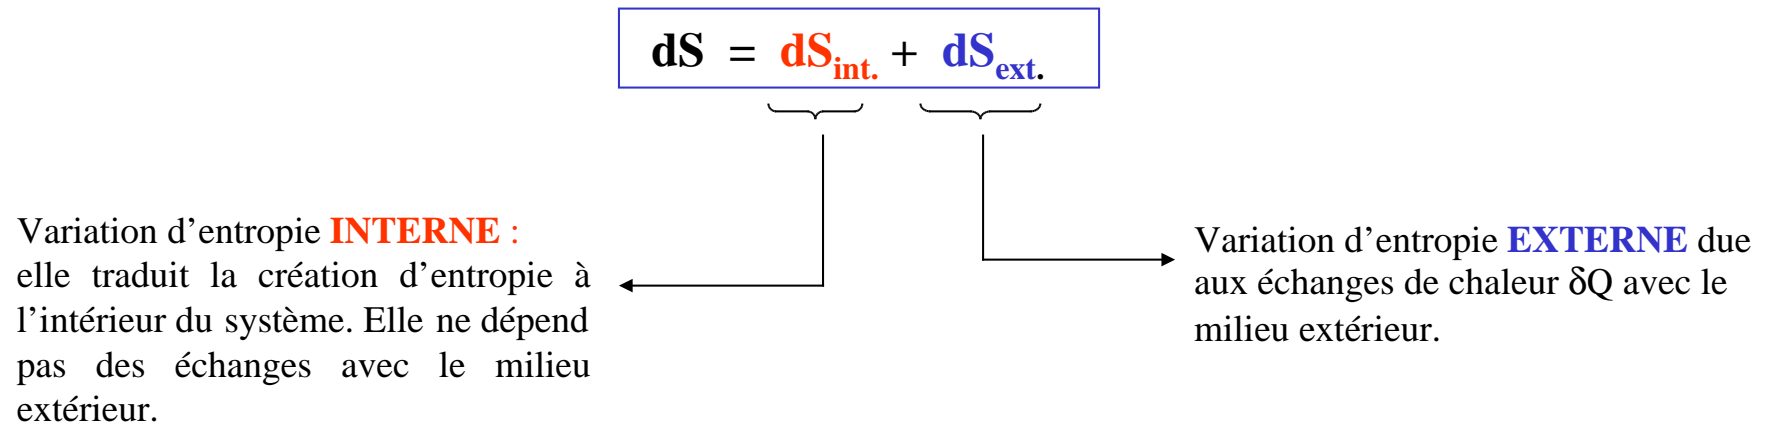 dS = dSint. + dSext.
Variation d’entropie INTERNE :
elle traduit la création d’entropie à
l’intérieur du système. Elle ne dépend
pas des échanges avec le milieu
extérieur.
Variation d’entropie EXTERNE due
aux échanges de chaleur δQ avec le
milieu extérieur.